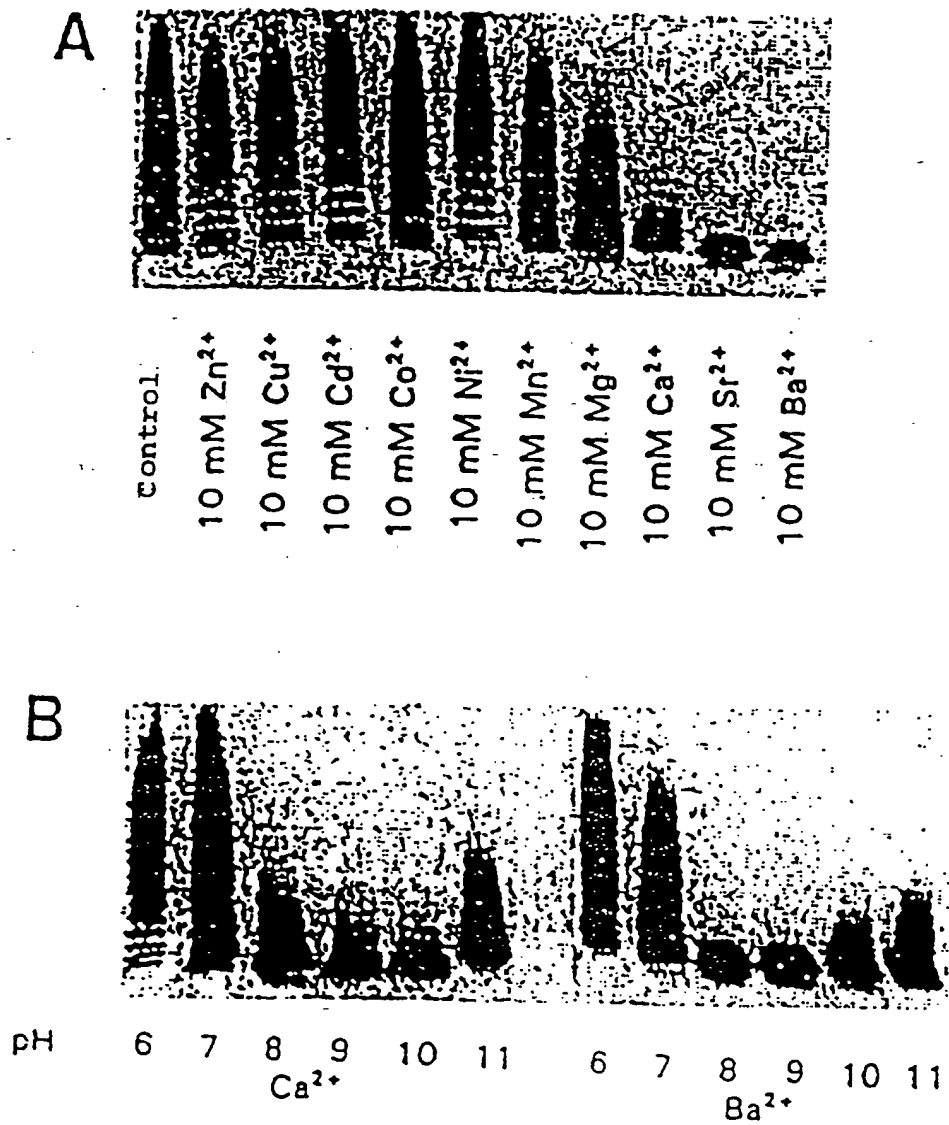 A
Control
10 mM Zn²⁺
10 mM Cu²⁺
10 mM Cd²⁺
10 mM Co²⁺
10 mM Ni²⁺
10 mM Mn²⁺
10 mM Mg²⁺
10 mM Ca²⁺
10 mM Sr²⁺
10 mM Ba²⁺
B
pH 6 7 8 9 10 11 6 7 8 9 10 11
Ca²⁺ Ba²⁺